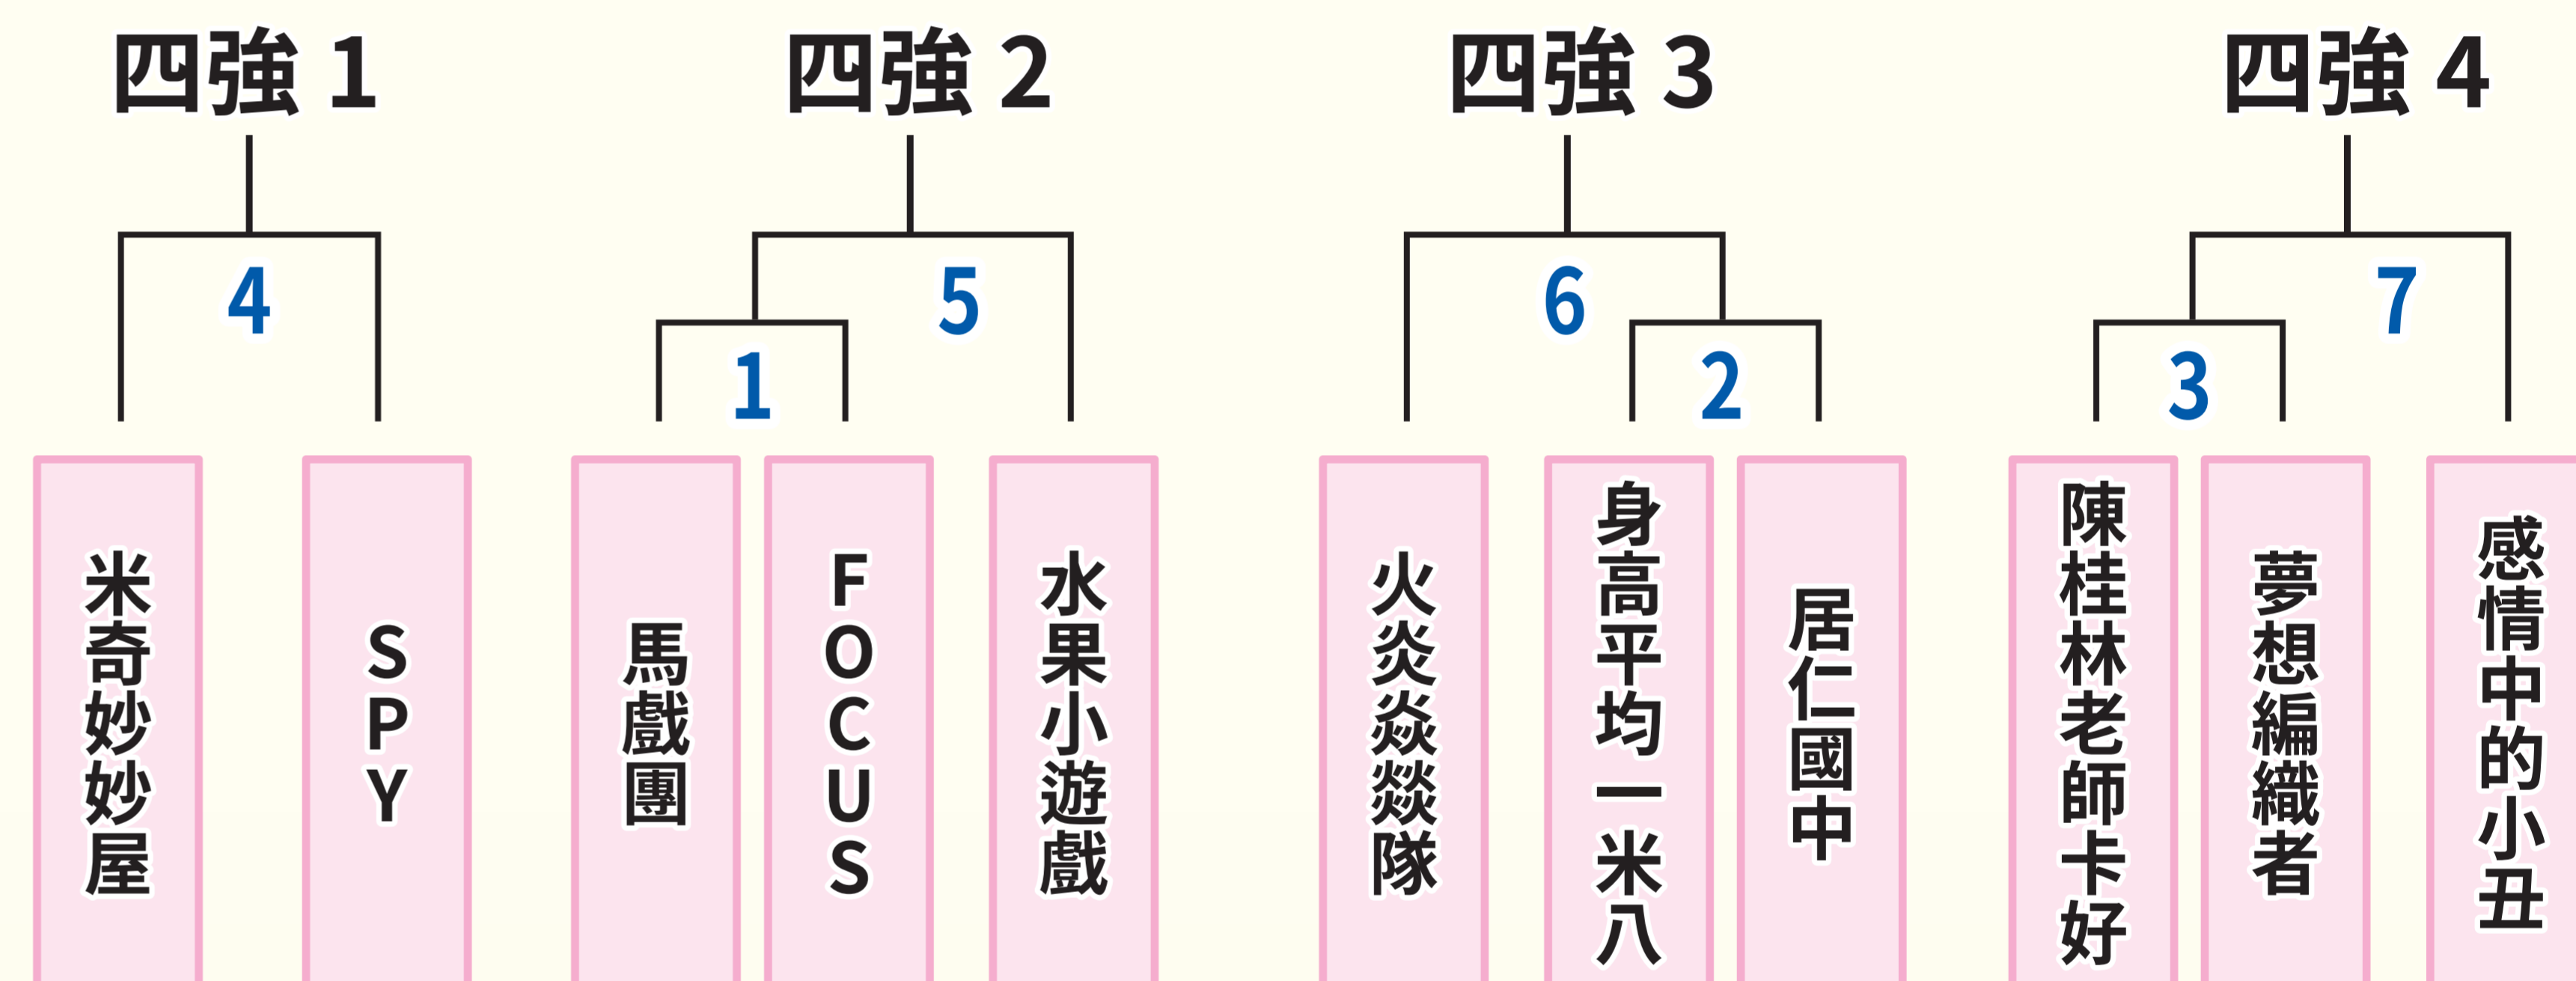 四強 1
四強 2
四強 3
四強 4
4
5
6
7
1
2
3
米奇妙妙屋
SPY
馬戲團
FOCUS
水果小遊戲
火炎焱燚隊
身高平均一米八
居仁國中
陳桂林老師卡好
夢想編織者
感情中的小丑